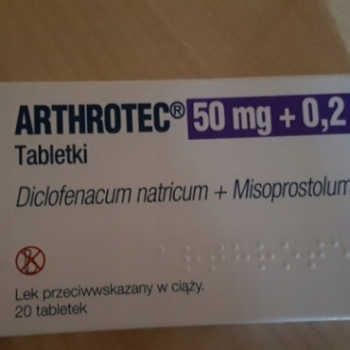 ARTHROTEC® 50 mg + 0,2
Tabletki
Diclofenacum natricum + Misoprostolum
Lek przeciwwskazany w ciąży.
20 tabletek